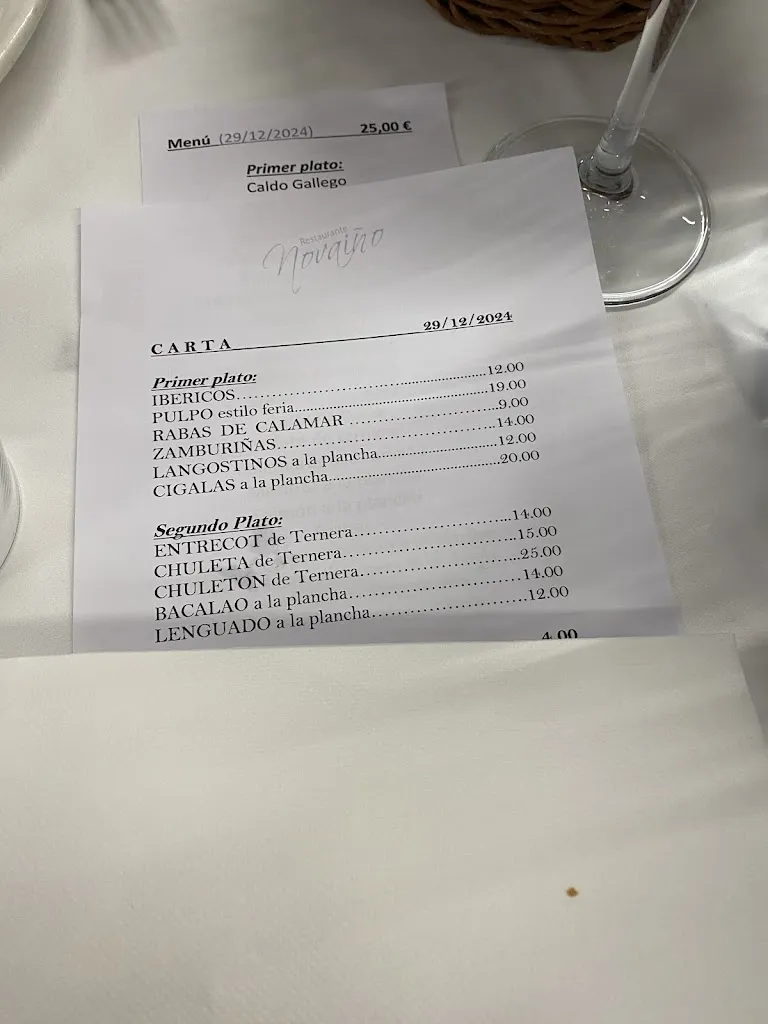 Menú (29/12/2024) 25,00 €
Primer plato:
Caldo Gallego
Restaurante
Novaiño
CARTA 29/12/2024
Primer plato:
IBERICOS 12.00
PULPO estilo feria 19.00
RABAS DE CALAMAR 9.00
ZAMBURIÑAS 14.00
LANGOSTINOS a la plancha 12.00
CIGALAS a la plancha 20.00
Segundo Plato:
ENTRECOT de Ternera 14.00
CHULETA de Ternera 15.00
CHULETON de Ternera 25.00
BACALAO a la plancha 14.00
LENGUADO a la plancha 12.00
4.00